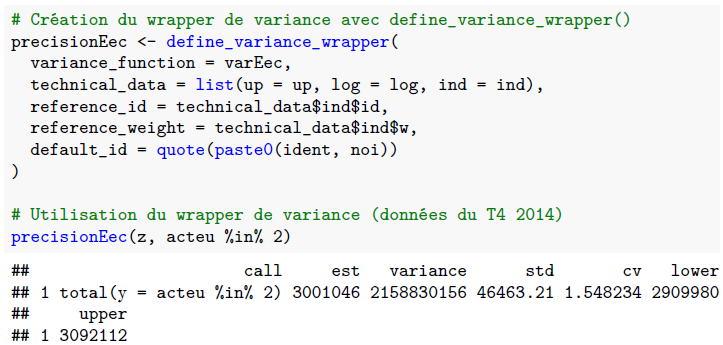 # Création du wrapper de variance avec define_variance_wrapper()
precisionEec <- define_variance_wrapper(
  variance_function = varEec,
  technical_data = list(up = up, log = log, ind = ind),
  reference_id = technical_data$ind$id,
  reference_weight = technical_data$ind$w,
  default_id = quote(paste0(ident, noi))
)
# Utilisation du wrapper de variance (données du T4 2014)
precisionEec(z, acteu %in% 2)
##                      call     est   variance      std       cv   lower
## 1 total(y = acteu %in% 2) 3001046 2158830156 46463.21 1.548234 2909980
##     upper
## 1 3092112